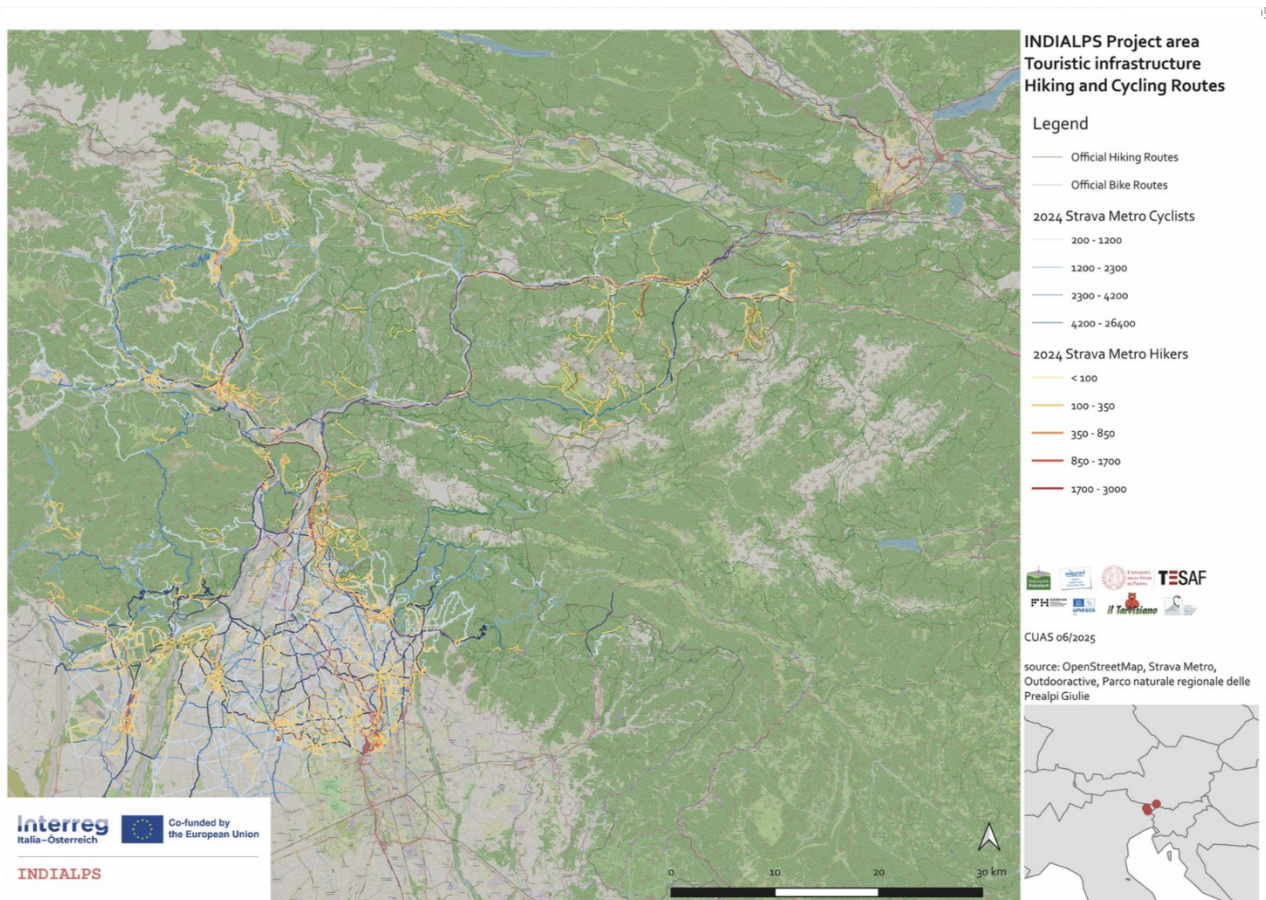 INDIALPS Project area
Touristic infrastructure
Hiking and Cycling Routes
Legend
Official Hiking Routes
Official Bike Routes
2024 Strava Metro Cyclists
200 - 1200
1200 - 2300
2300 - 4200
4200 - 26400
2024 Strava Metro Hikers
< 100
100 - 350
350 - 850
850 - 1700
1700 - 3000
TESAF
FH
unesco
il Tarvisiano
CUAS 06/2025
source: OpenStreetMap, Strava Metro,
Outdooractive, Parco naturale regionale delle
Prealpi Giulie
Interreg
Italia-Österreich
Co-funded by
the European Union
INDIALPS
0 10 20 30 km